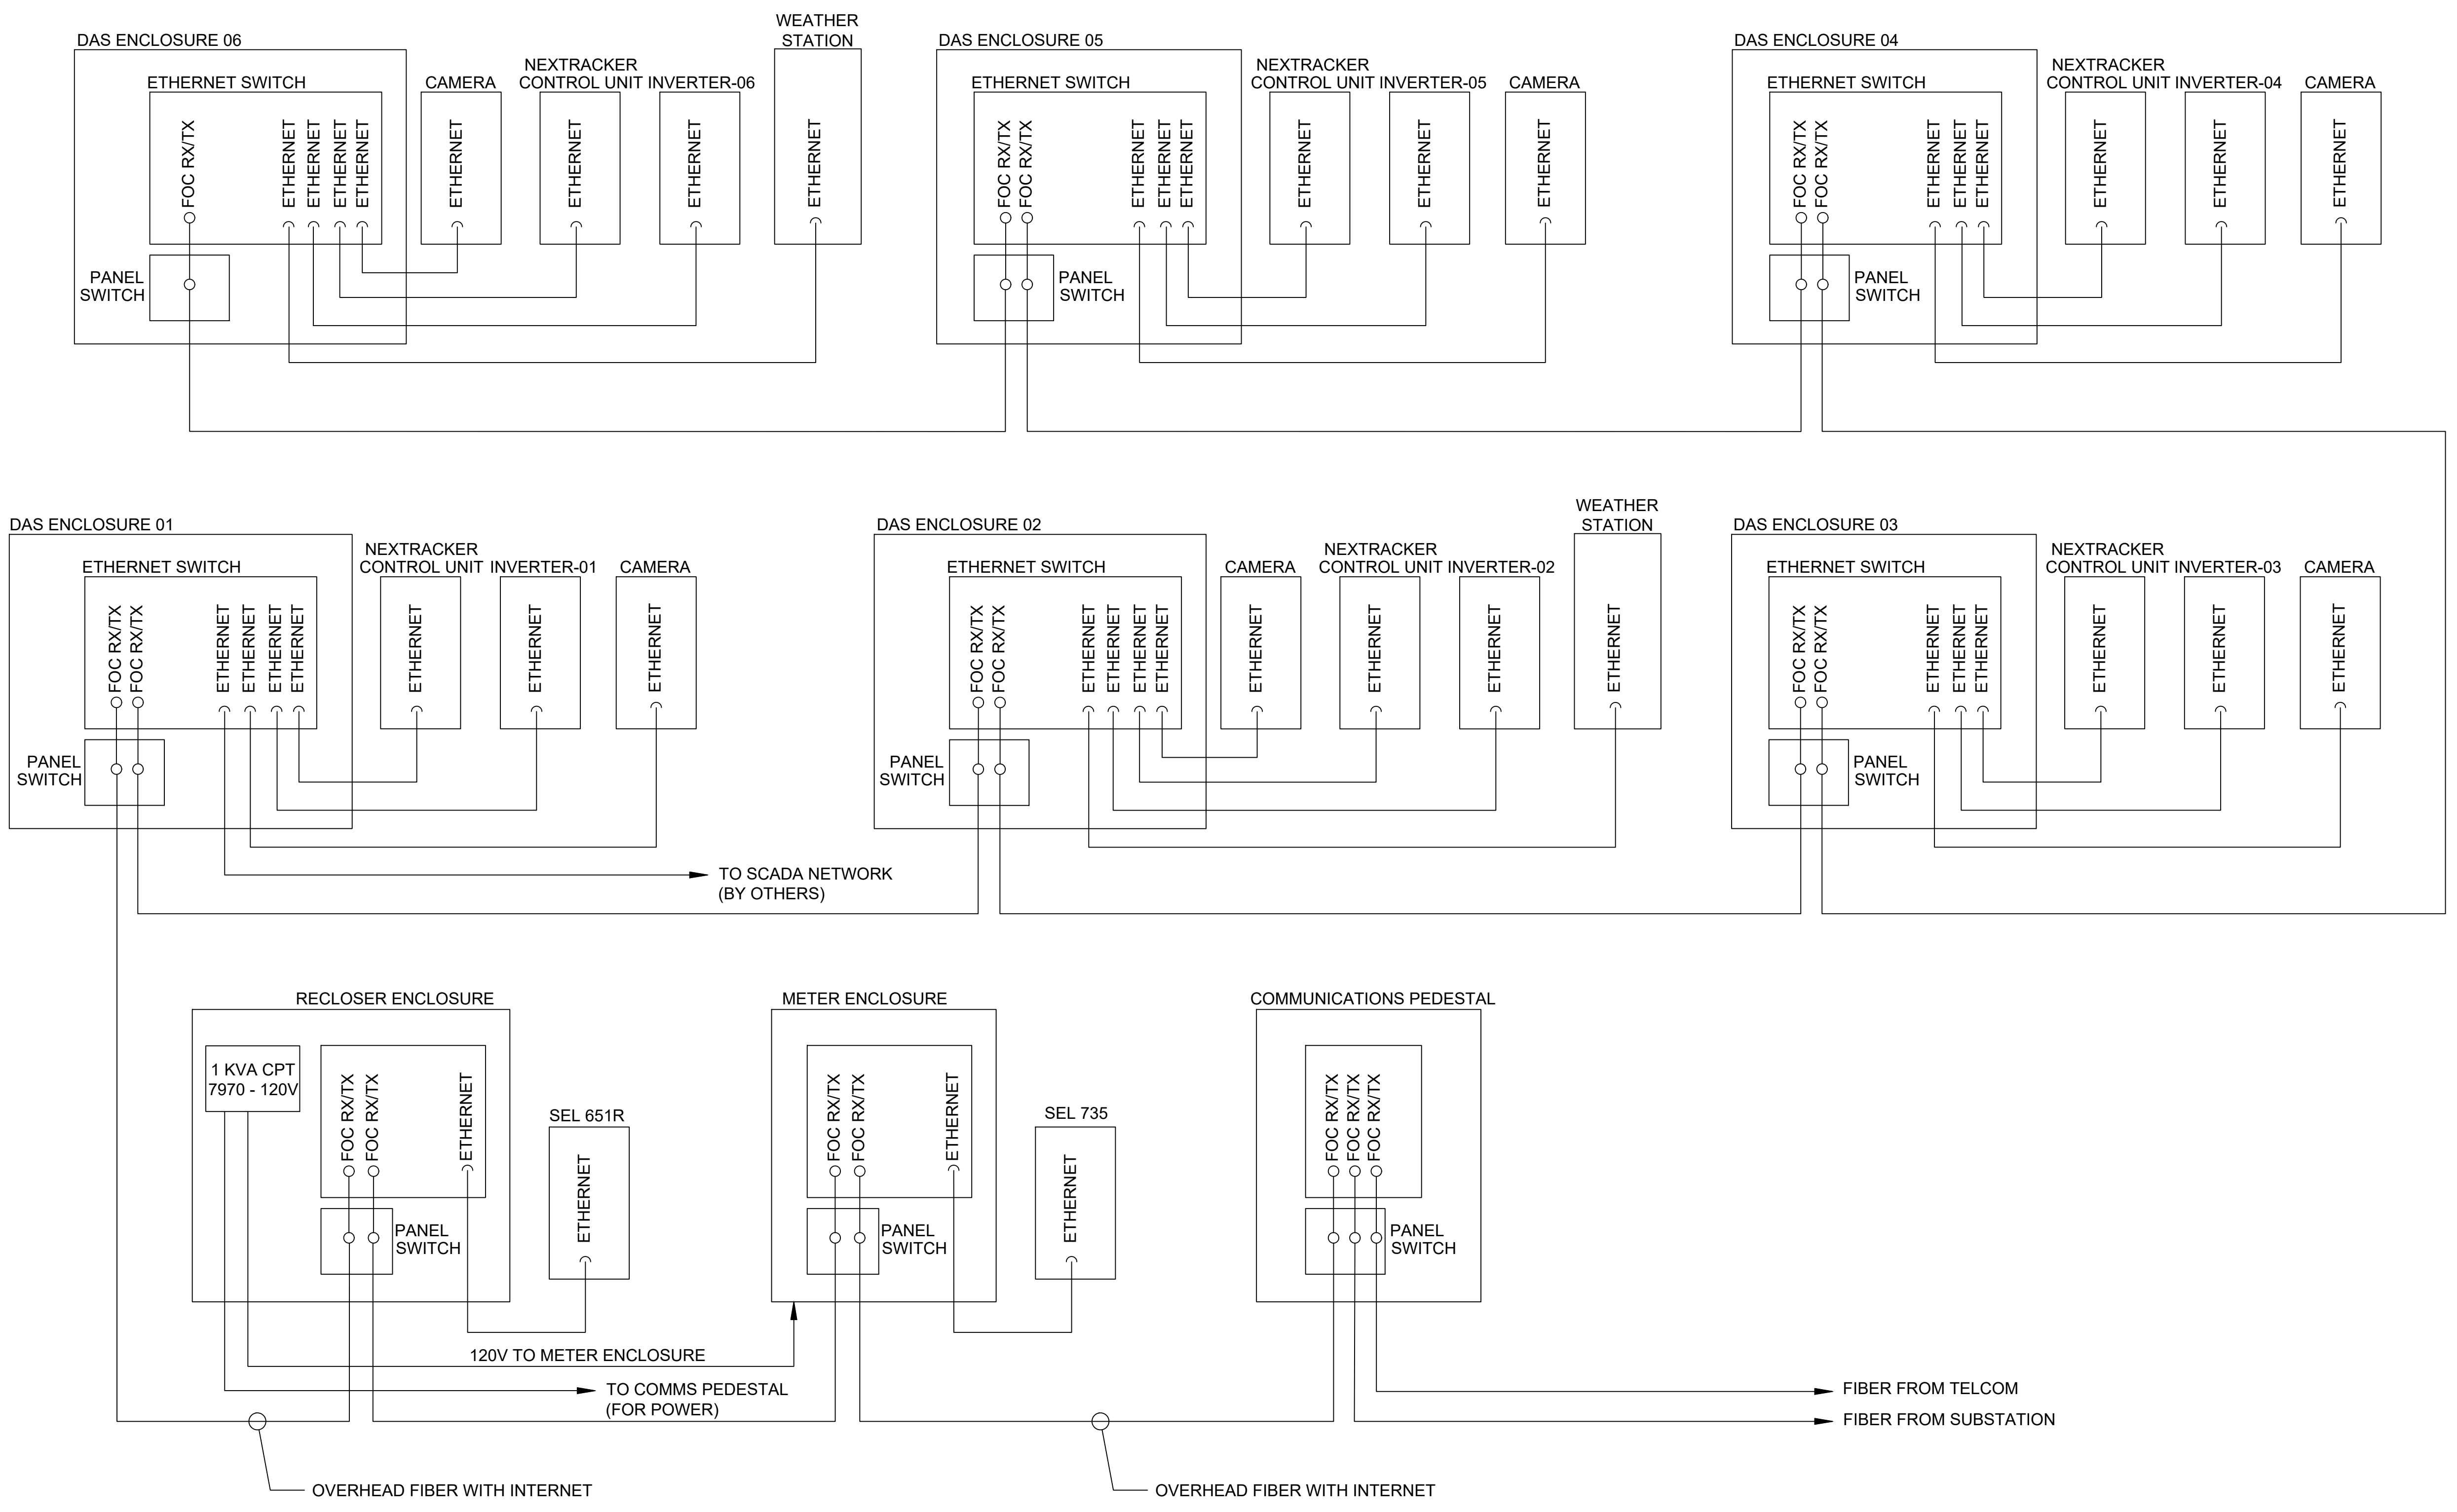 DAS ENCLOSURE 06
ETHERNET SWITCH
FOC RX/TX
ETHERNET
ETHERNET
ETHERNET
ETHERNET
PANEL
SWITCH
CAMERA
ETHERNET
NEXTRACKER
CONTROL UNIT
ETHERNET
INVERTER-06
ETHERNET
WEATHER
STATION
ETHERNET
DAS ENCLOSURE 05
ETHERNET SWITCH
FOC RX/TX
FOC RX/TX
ETHERNET
ETHERNET
ETHERNET
PANEL
SWITCH
NEXTRACKER
CONTROL UNIT
ETHERNET
INVERTER-05
ETHERNET
CAMERA
ETHERNET
DAS ENCLOSURE 04
ETHERNET SWITCH
FOC RX/TX
FOC RX/TX
ETHERNET
ETHERNET
ETHERNET
PANEL
SWITCH
NEXTRACKER
CONTROL UNIT
ETHERNET
INVERTER-04
ETHERNET
CAMERA
ETHERNET
DAS ENCLOSURE 01
ETHERNET SWITCH
FOC RX/TX
FOC RX/TX
ETHERNET
ETHERNET
ETHERNET
ETHERNET
PANEL
SWITCH
NEXTRACKER
CONTROL UNIT
ETHERNET
INVERTER-01
ETHERNET
CAMERA
ETHERNET
TO SCADA NETWORK
(BY OTHERS)
DAS ENCLOSURE 02
ETHERNET SWITCH
FOC RX/TX
FOC RX/TX
ETHERNET
ETHERNET
ETHERNET
ETHERNET
PANEL
SWITCH
CAMERA
ETHERNET
NEXTRACKER
CONTROL UNIT
ETHERNET
INVERTER-02
ETHERNET
WEATHER
STATION
ETHERNET
DAS ENCLOSURE 03
ETHERNET SWITCH
FOC RX/TX
FOC RX/TX
ETHERNET
ETHERNET
ETHERNET
PANEL
SWITCH
NEXTRACKER
CONTROL UNIT
ETHERNET
INVERTER-03
ETHERNET
CAMERA
ETHERNET
RECLOSER ENCLOSURE
1 KVA CPT
7970 - 120V
FOC RX/TX
FOC RX/TX
ETHERNET
PANEL
SWITCH
SEL 651R
ETHERNET
METER ENCLOSURE
FOC RX/TX
FOC RX/TX
ETHERNET
PANEL
SWITCH
SEL 735
ETHERNET
COMMUNICATIONS PEDESTAL
FOC RX/TX
FOC RX/TX
FOC RX/TX
PANEL
SWITCH
120V TO METER ENCLOSURE
TO COMMS PEDESTAL
(FOR POWER)
FIBER FROM TELCOM
FIBER FROM SUBSTATION
OVERHEAD FIBER WITH INTERNET
OVERHEAD FIBER WITH INTERNET